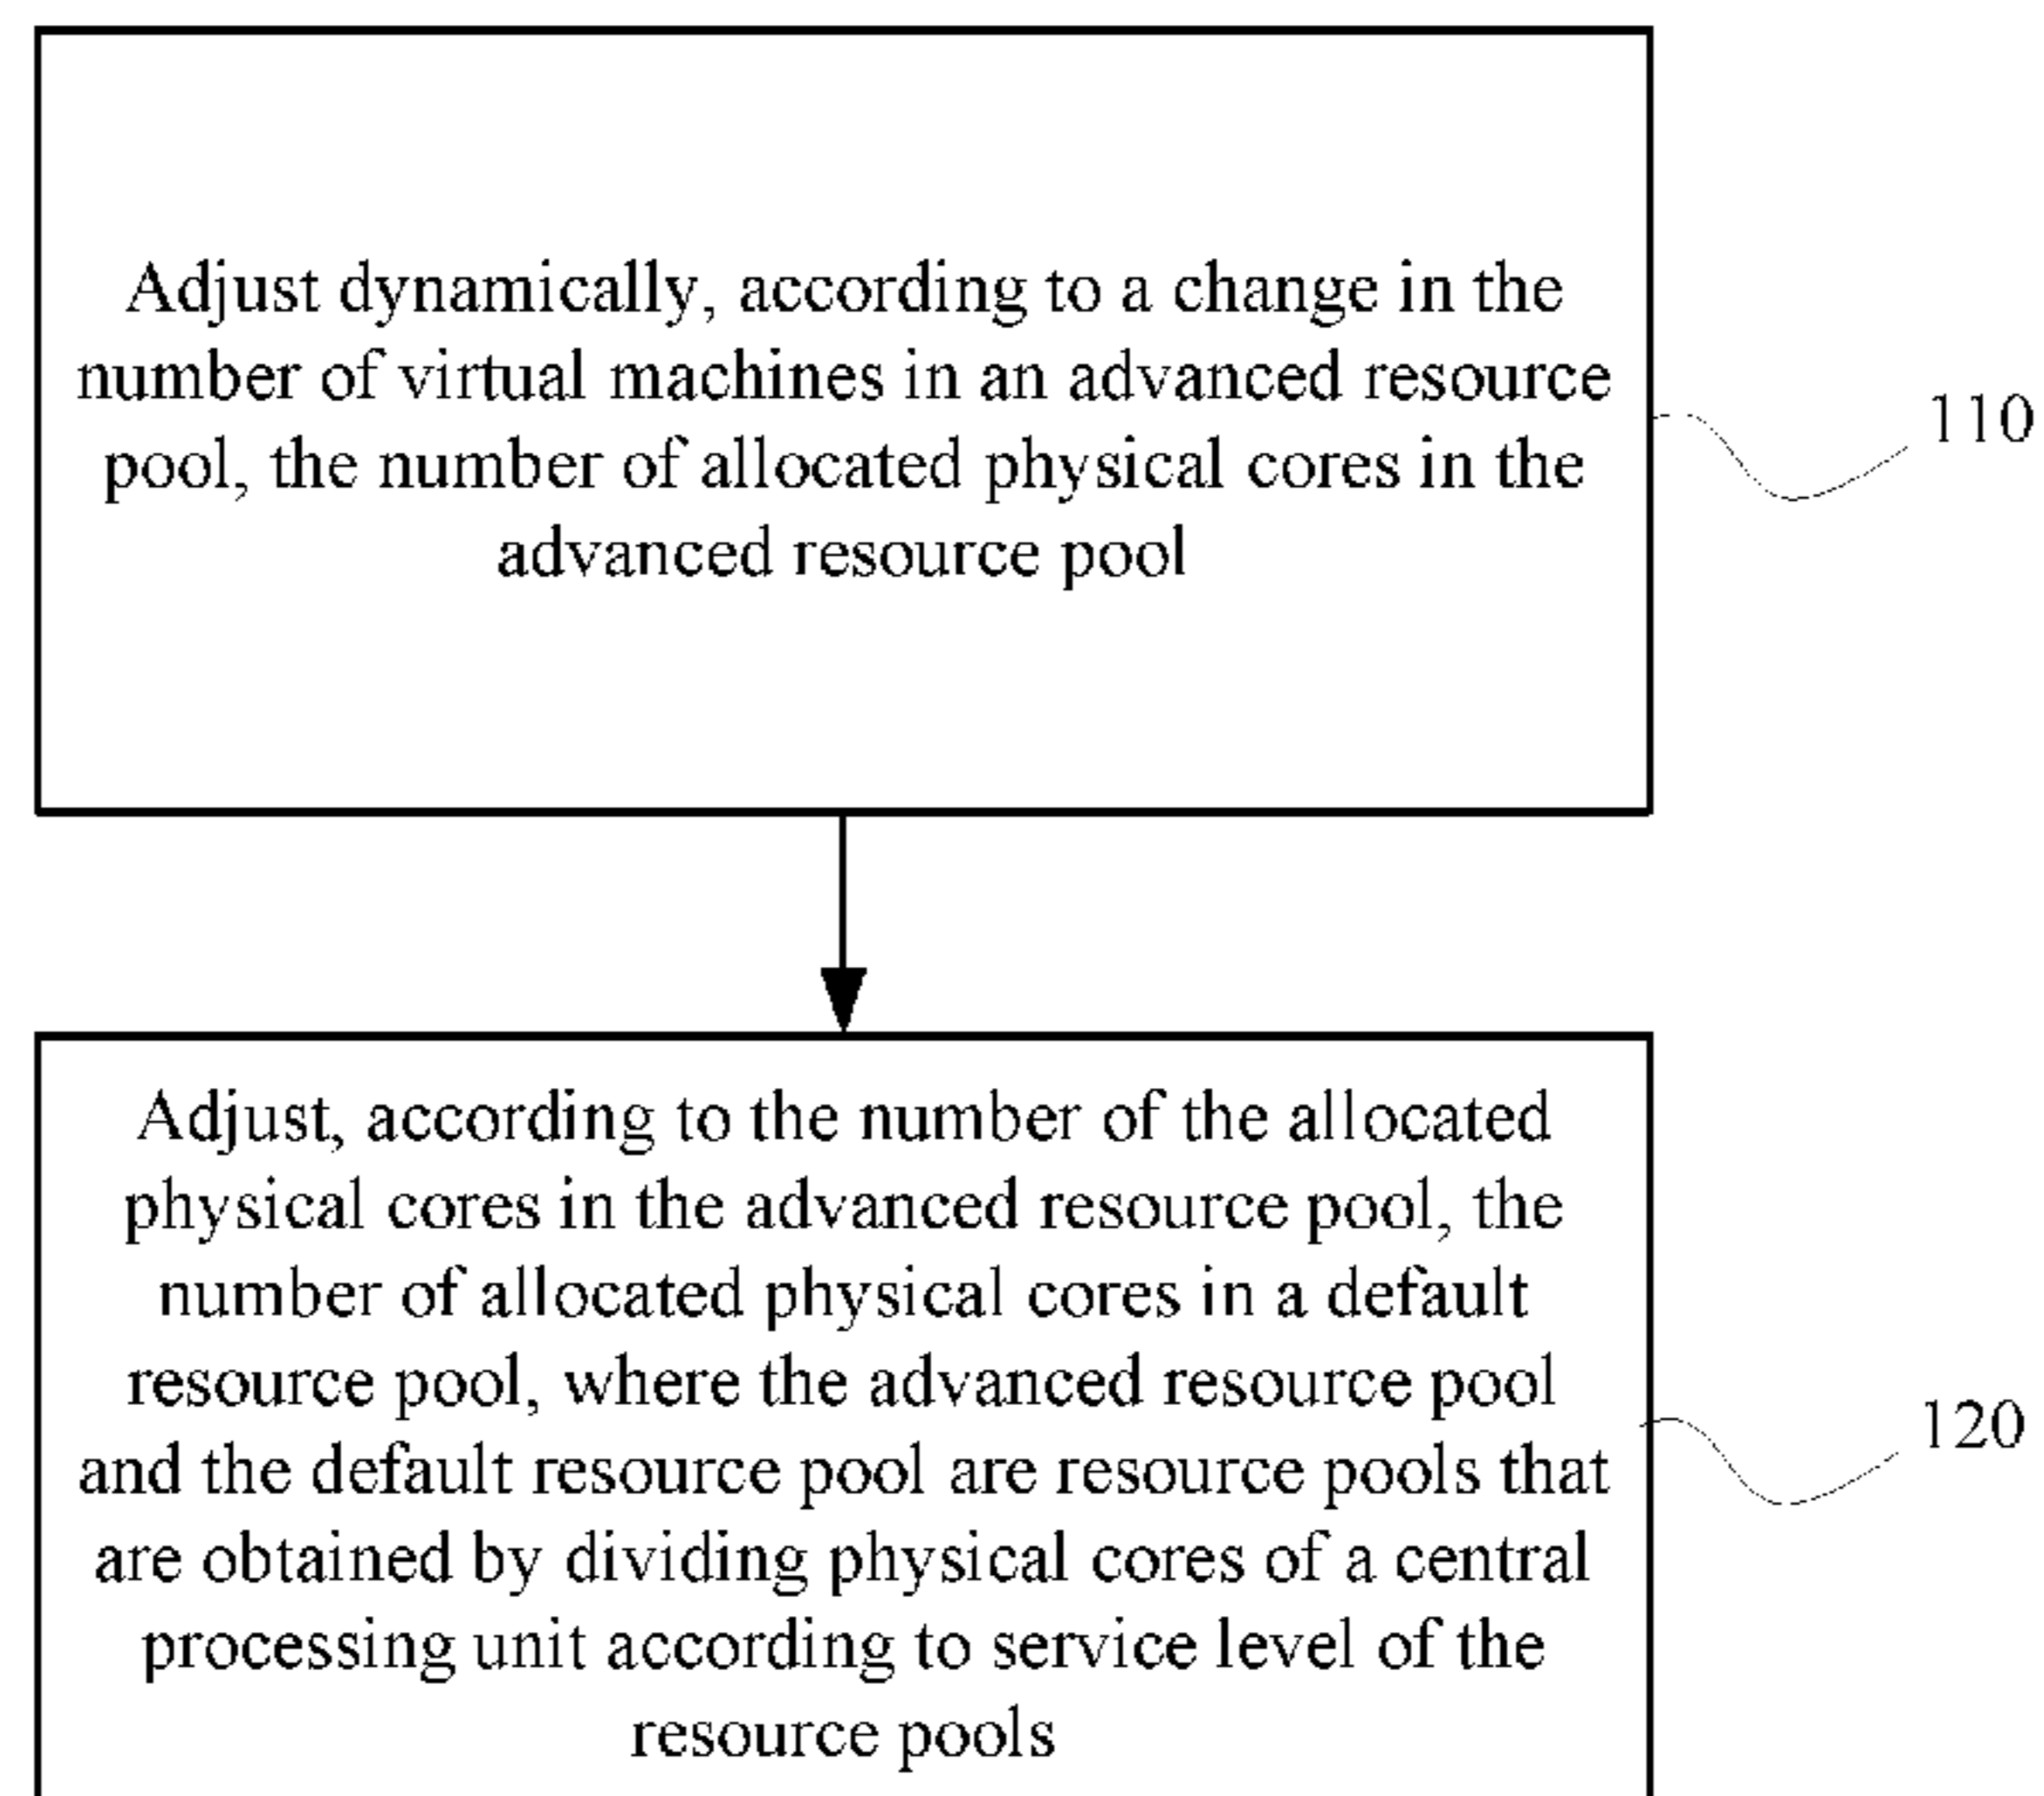 Adjust dynamically, according to a change in the
number of virtual machines in an advanced resource
pool, the number of allocated physical cores in the
advanced resource pool
110
Adjust, according to the number of the allocated
physical cores in the advanced resource pool, the
number of allocated physical cores in a default
resource pool, where the advanced resource pool
and the default resource pool are resource pools that
are obtained by dividing physical cores of a central
processing unit according to service level of the
resource pools
120